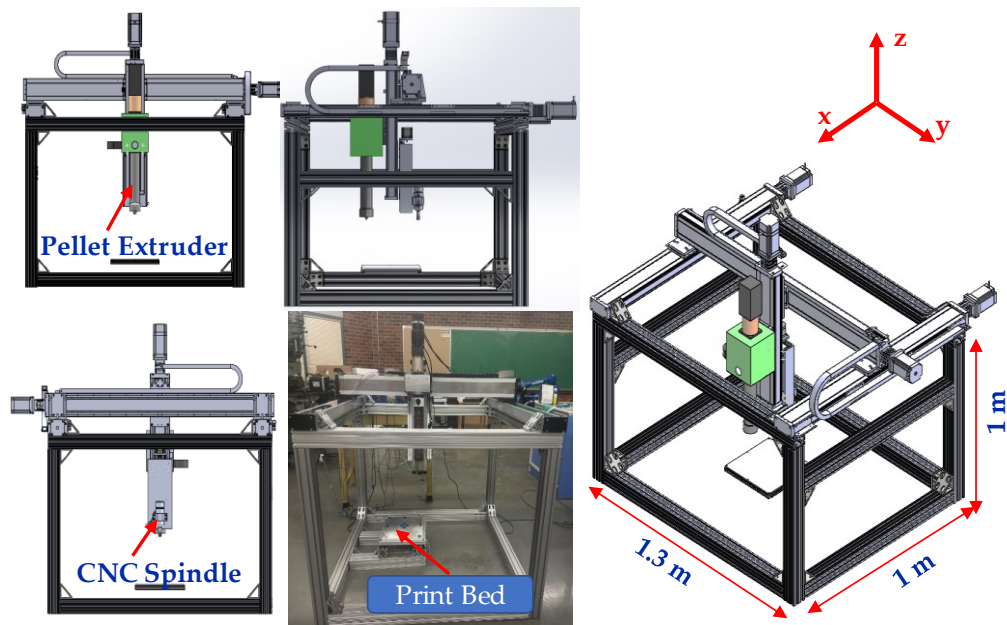 Pellet Extruder
CNC Spindle
Print Bed
z
x
y
1 m
1.3 m
1 m